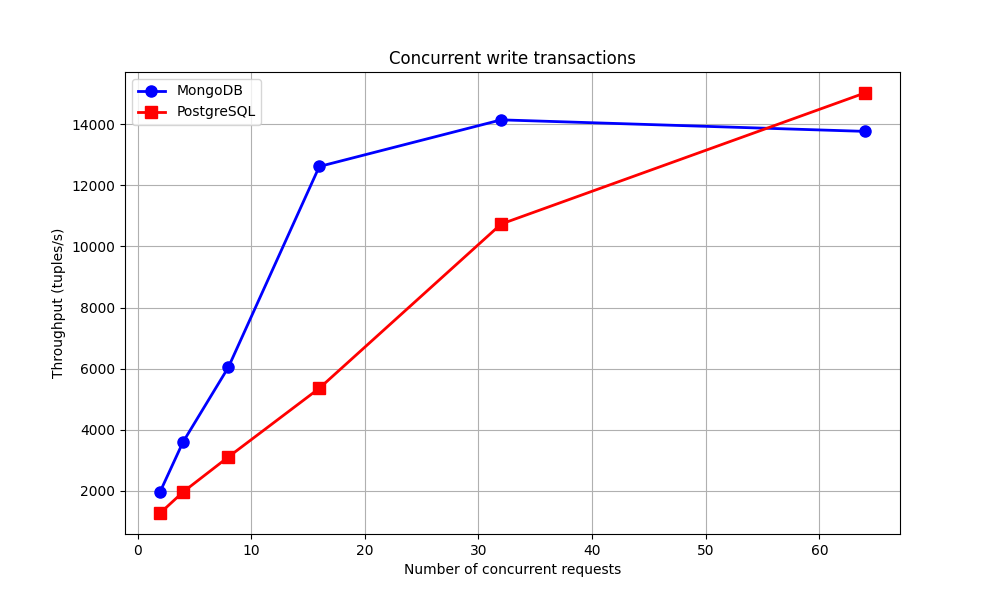 Concurrent write transactions
MongoDB
PostgreSQL
14000
12000
10000
8000
6000
4000
2000
Throughput (tuples/s)
0 10 20 30 40 50 60
Number of concurrent requests